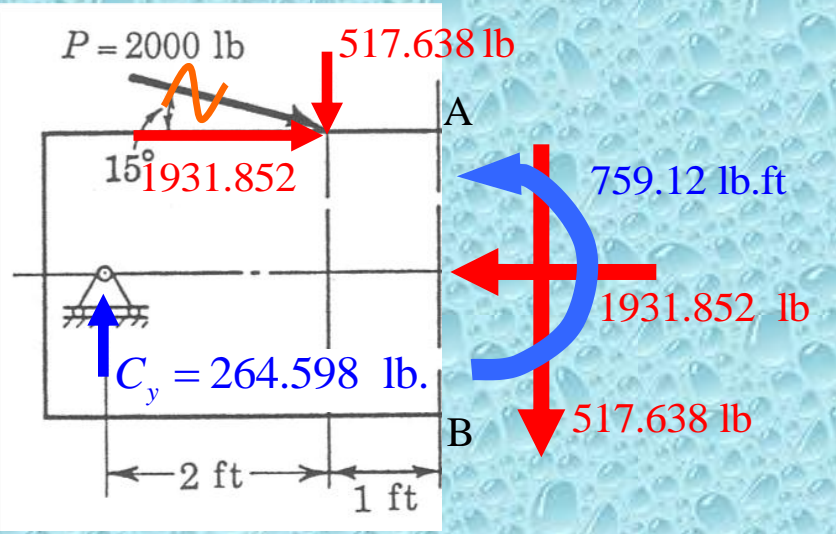 P = 2000 lb
517.638 lb
A
15°
1931.852
759.12 lb.ft
1931.852 lb
C_y = 264.598 lb.
517.638 lb
B
2 ft
1 ft